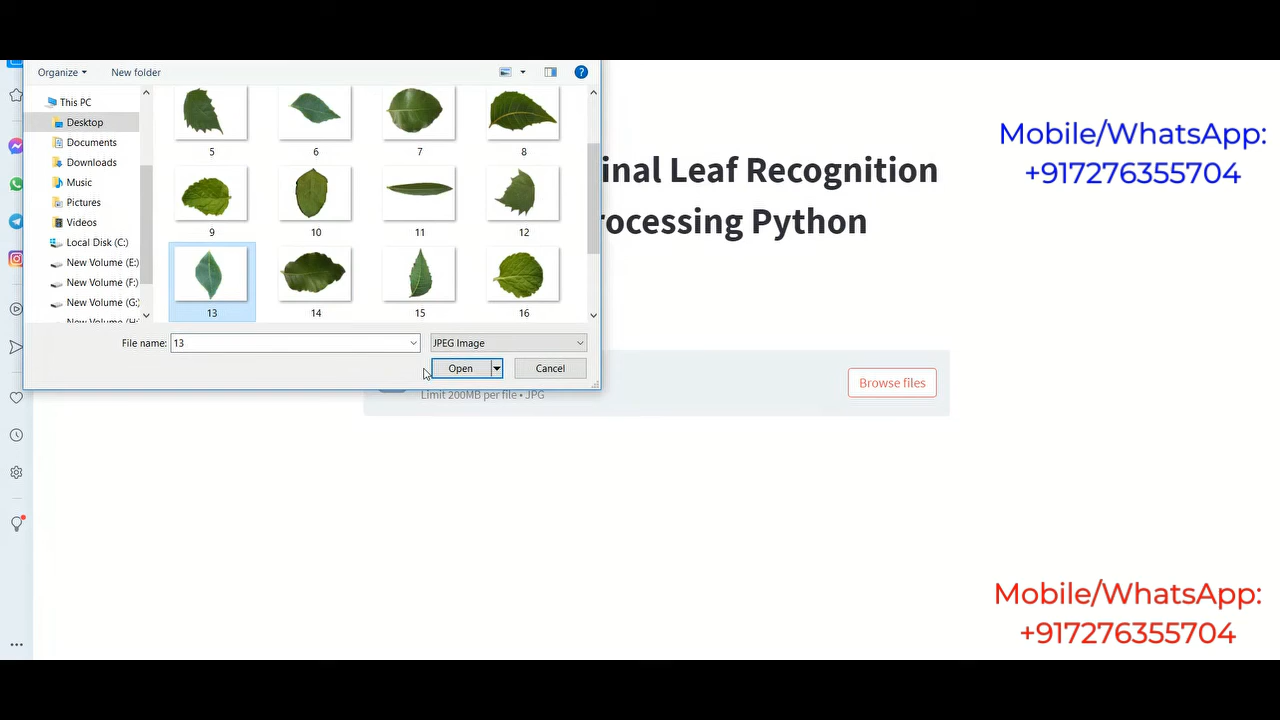 Organize
New folder
This PC
Desktop
Documents
Downloads
Music
Pictures
Videos
Local Disk (C:)
New Volume (E:)
New Volume (F:)
New Volume (G:
5
6
7
8
9
10
11
12
13
14
15
16
File name:
13
JPEG Image
Open
Cancel
inal Leaf Recognition
rocessing Python
Limit 200MB per file • JPG
Browse files
Mobile/WhatsApp:
+917276355704
Mobile/WhatsApp:
+917276355704